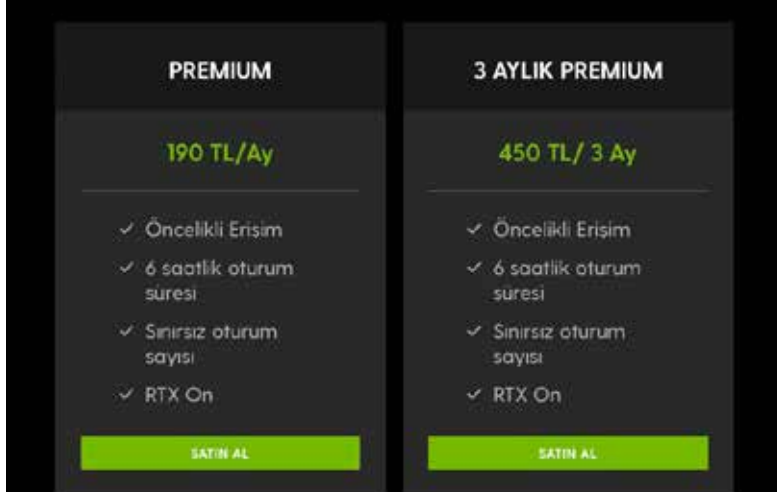 PREMIUM
190 TL/Ay
Öncelikli Erişim
6 saatlik oturum
süresi
Sınırsız oturum
sayısı
RTX On
SATIN AL
3 AYLIK PREMIUM
450 TL/ 3 Ay
Öncelikli Erişim
6 saatlik oturum
süresi
Sınırsız oturum
sayısı
RTX On
SATIN AL